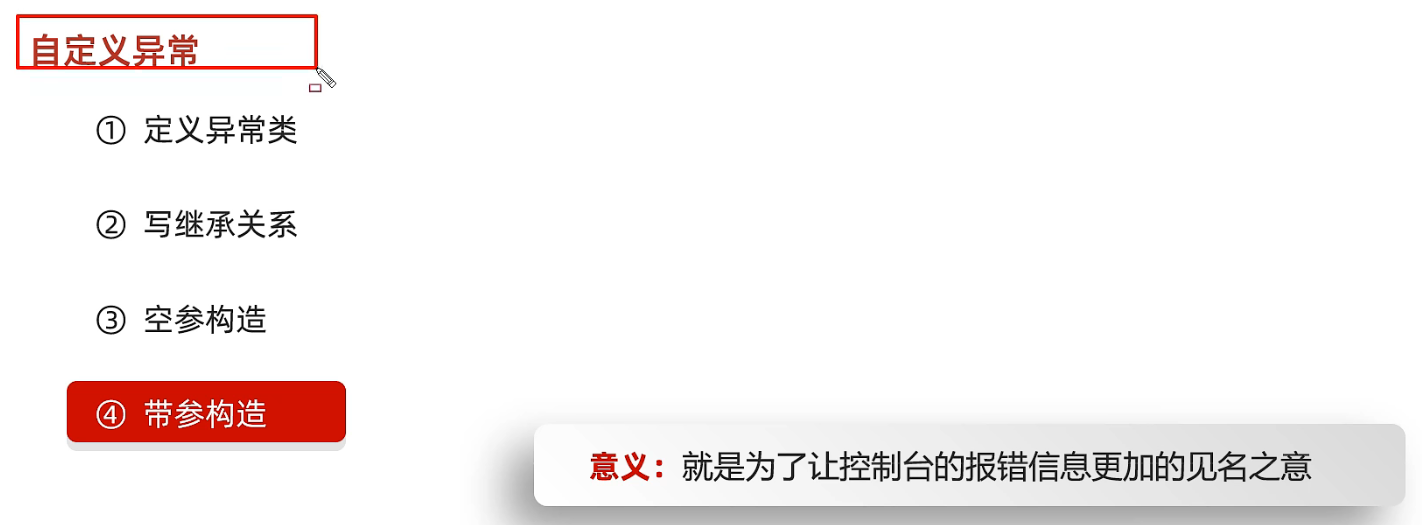 自定义异常
① 定义异常类
② 写继承关系
③ 空参构造
④ 带参构造
意义：就是为了让控制台的报错信息更加的见名之意